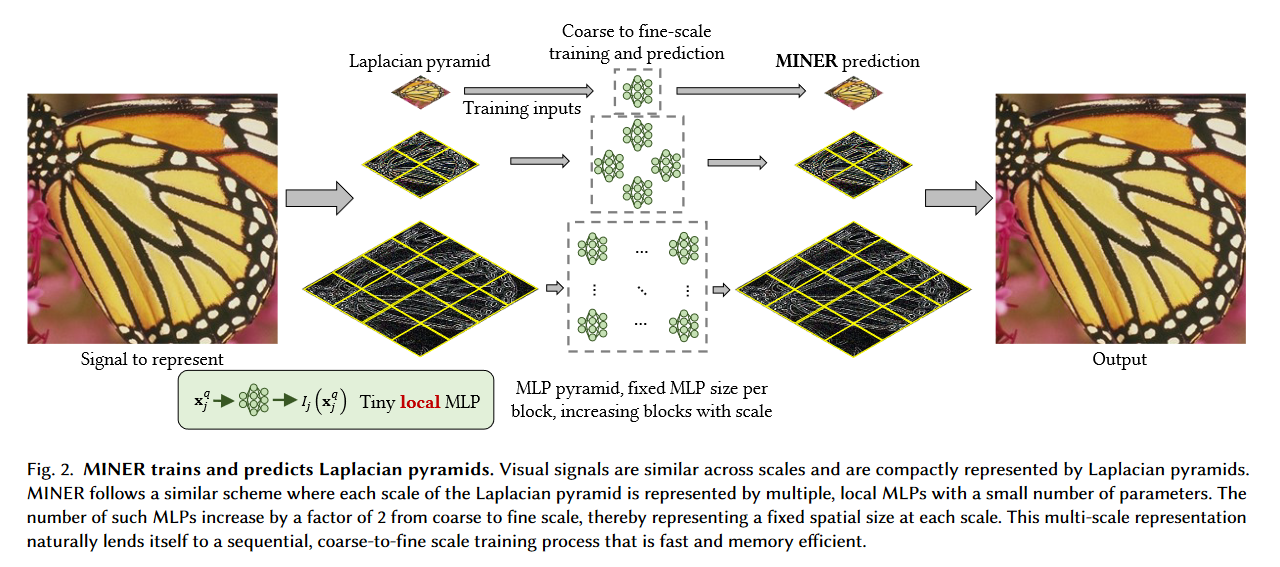 Coarse to fine-scale
training and prediction
Laplacian pyramid
MINER prediction
Training inputs
Signal to represent
Output
x_j^q → I_j(x_j^q) Tiny local MLP
MLP pyramid, fixed MLP size per
block, increasing blocks with scale
Fig. 2. MINER trains and predicts Laplacian pyramids. Visual signals are similar across scales and are compactly represented by Laplacian pyramids.
MINER follows a similar scheme where each scale of the Laplacian pyramid is represented by multiple, local MLPs with a small number of parameters. The
number of such MLPs increase by a factor of 2 from coarse to fine scale, thereby representing a fixed spatial size at each scale. This multi-scale representation
naturally lends itself to a sequential, coarse-to-fine scale training process that is fast and memory efficient.